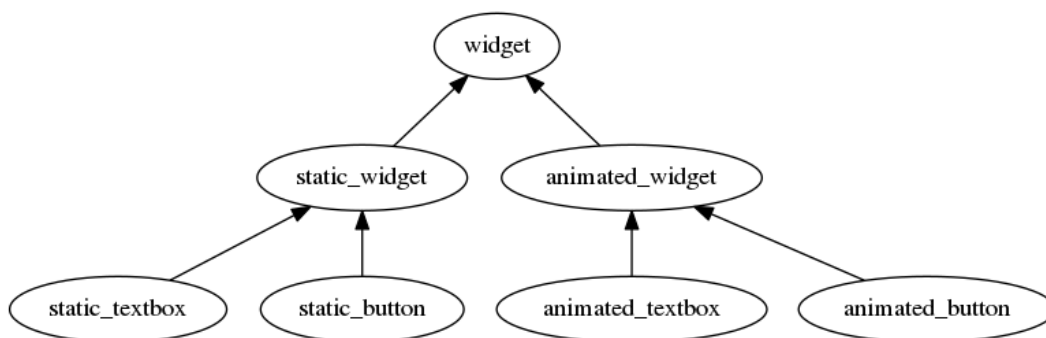 widget
static_widget
animated_widget
static_textbox
static_button
animated_textbox
animated_button